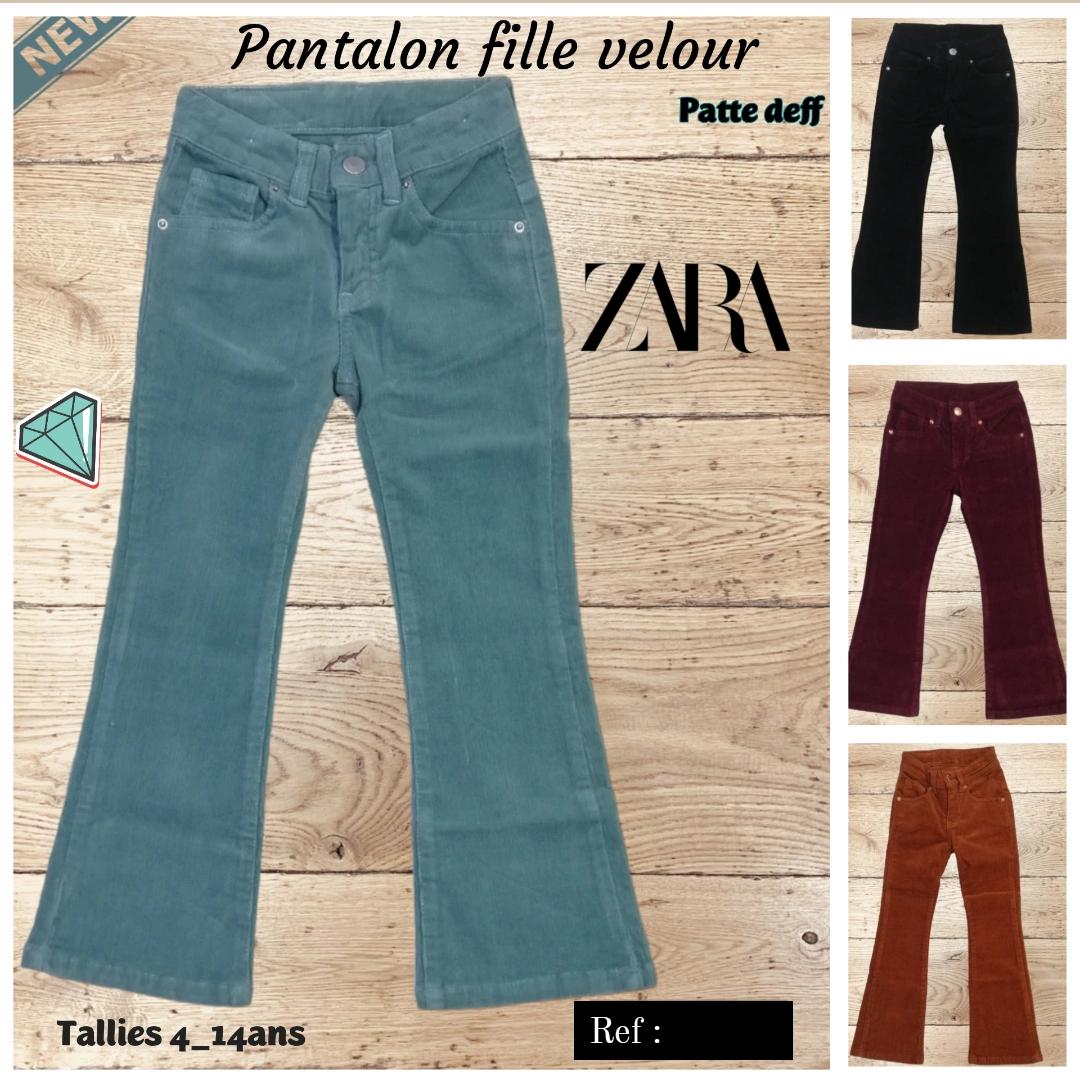 NEW
Pantalon fille velour
Patte deff
ZARA
Tallies 4_14ans
Ref :